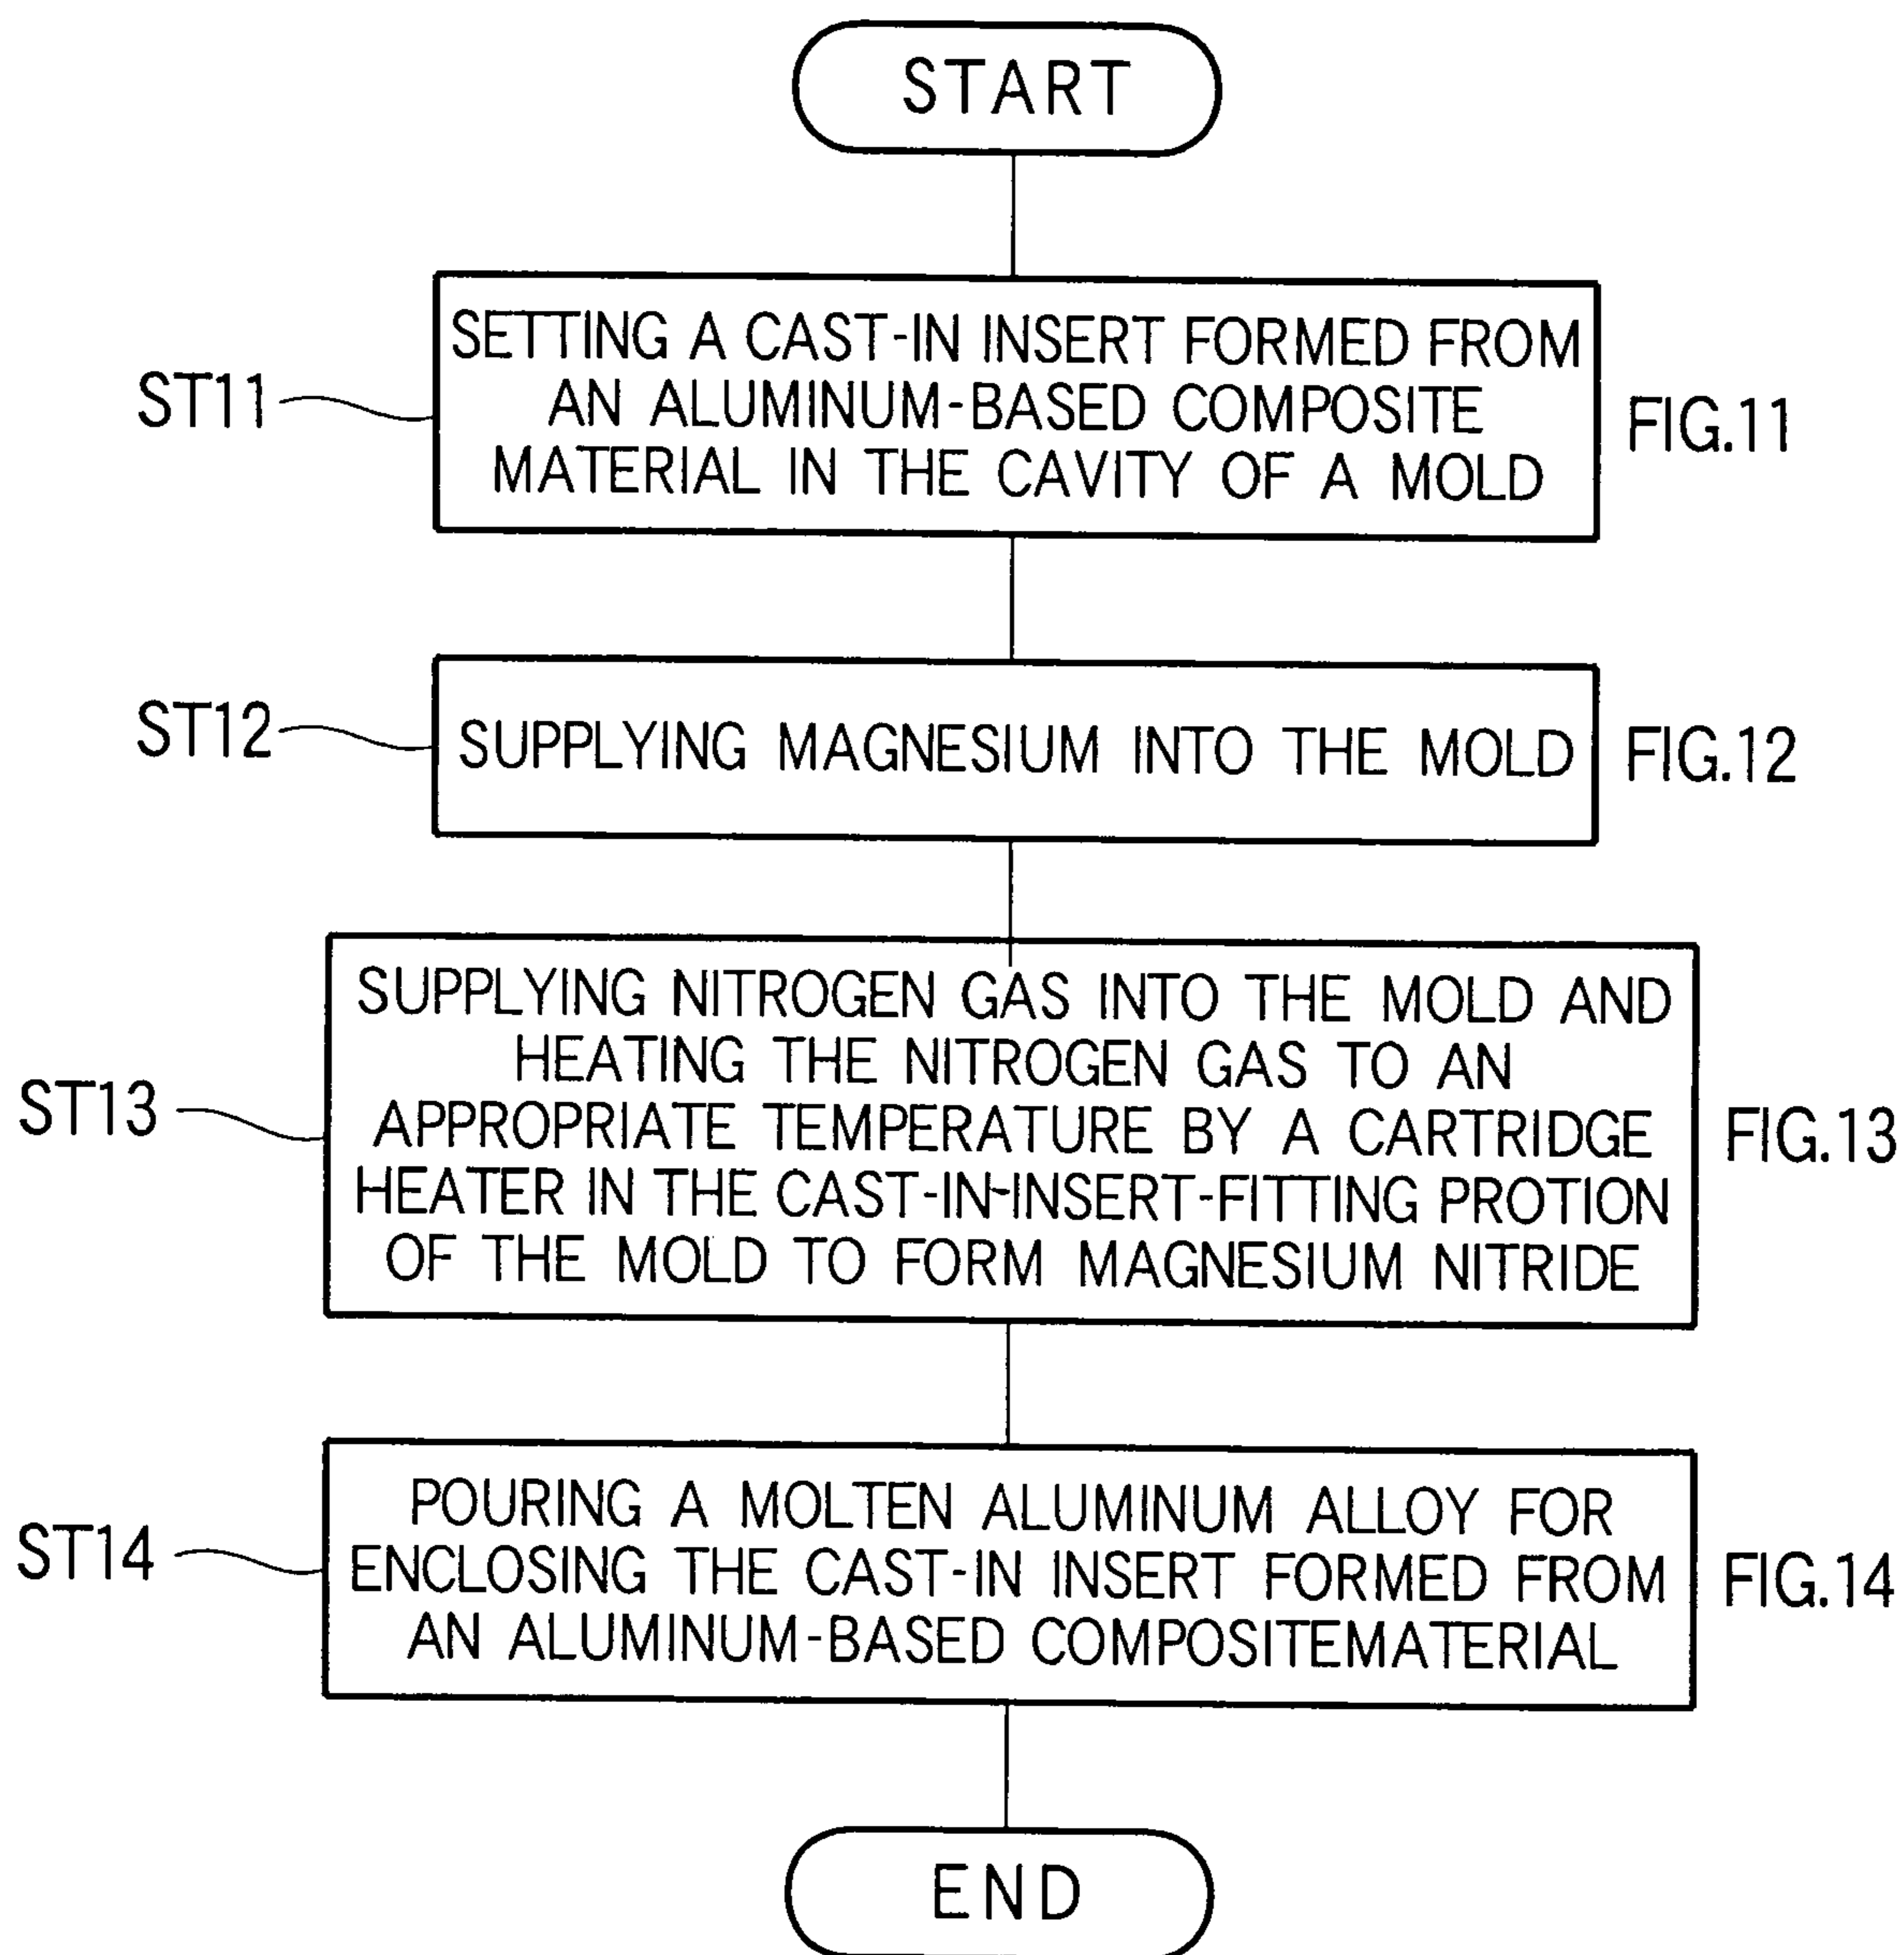 START
SETTING A CAST-IN INSERT FORMED FROM
AN ALUMINUM-BASED COMPOSITE
MATERIAL IN THE CAVITY OF A MOLD
ST11
FIG.11
ST12
SUPPLYING MAGNESIUM INTO THE MOLD
FIG.12
SUPPLYING NITROGEN GAS INTO THE MOLD AND
HEATING THE NITROGEN GAS TO AN
APPROPRIATE TEMPERATURE BY A CARTRIDGE
HEATER IN THE CAST-IN-INSERT-FITTING PROTION
OF THE MOLD TO FORM MAGNESIUM NITRIDE
ST13
FIG.13
POURING A MOLTEN ALUMINUM ALLOY FOR
ENCLOSING THE CAST-IN INSERT FORMED FROM
AN ALUMINUM-BASED COMPOSITEMATERIAL
ST14
FIG.14
END